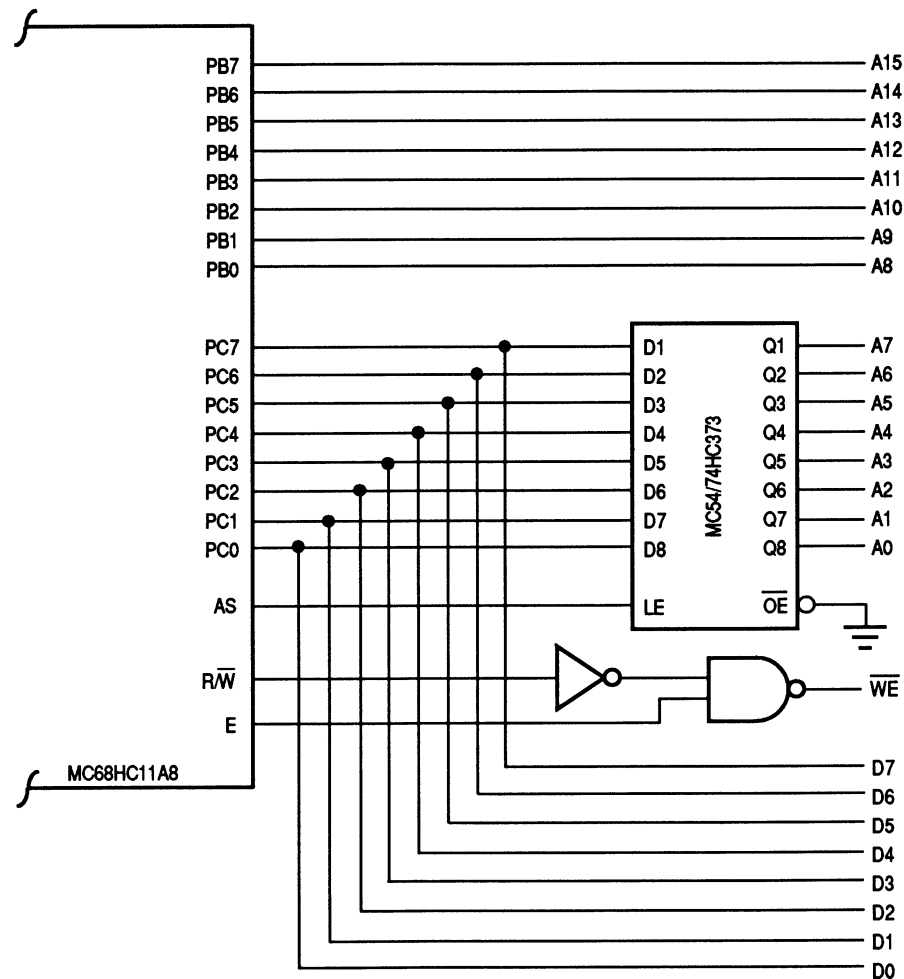 PB7 A15
PB6 A14
PB5 A13
PB4 A12
PB3 A11
PB2 A10
PB1 A9
PB0 A8
PC7 D1 Q1 A7
PC6 D2 Q2 A6
PC5 D3 Q3 A5
PC4 D4 Q4 A4
PC3 D5 Q5 A3
PC2 D6 Q6 A2
PC1 D7 Q7 A1
PC0 D8 Q8 A0
MC54/74HC373
AS LE O̅E̅
R/W̅ W̅E̅
E
MC68HC11A8
D7
D6
D5
D4
D3
D2
D1
D0